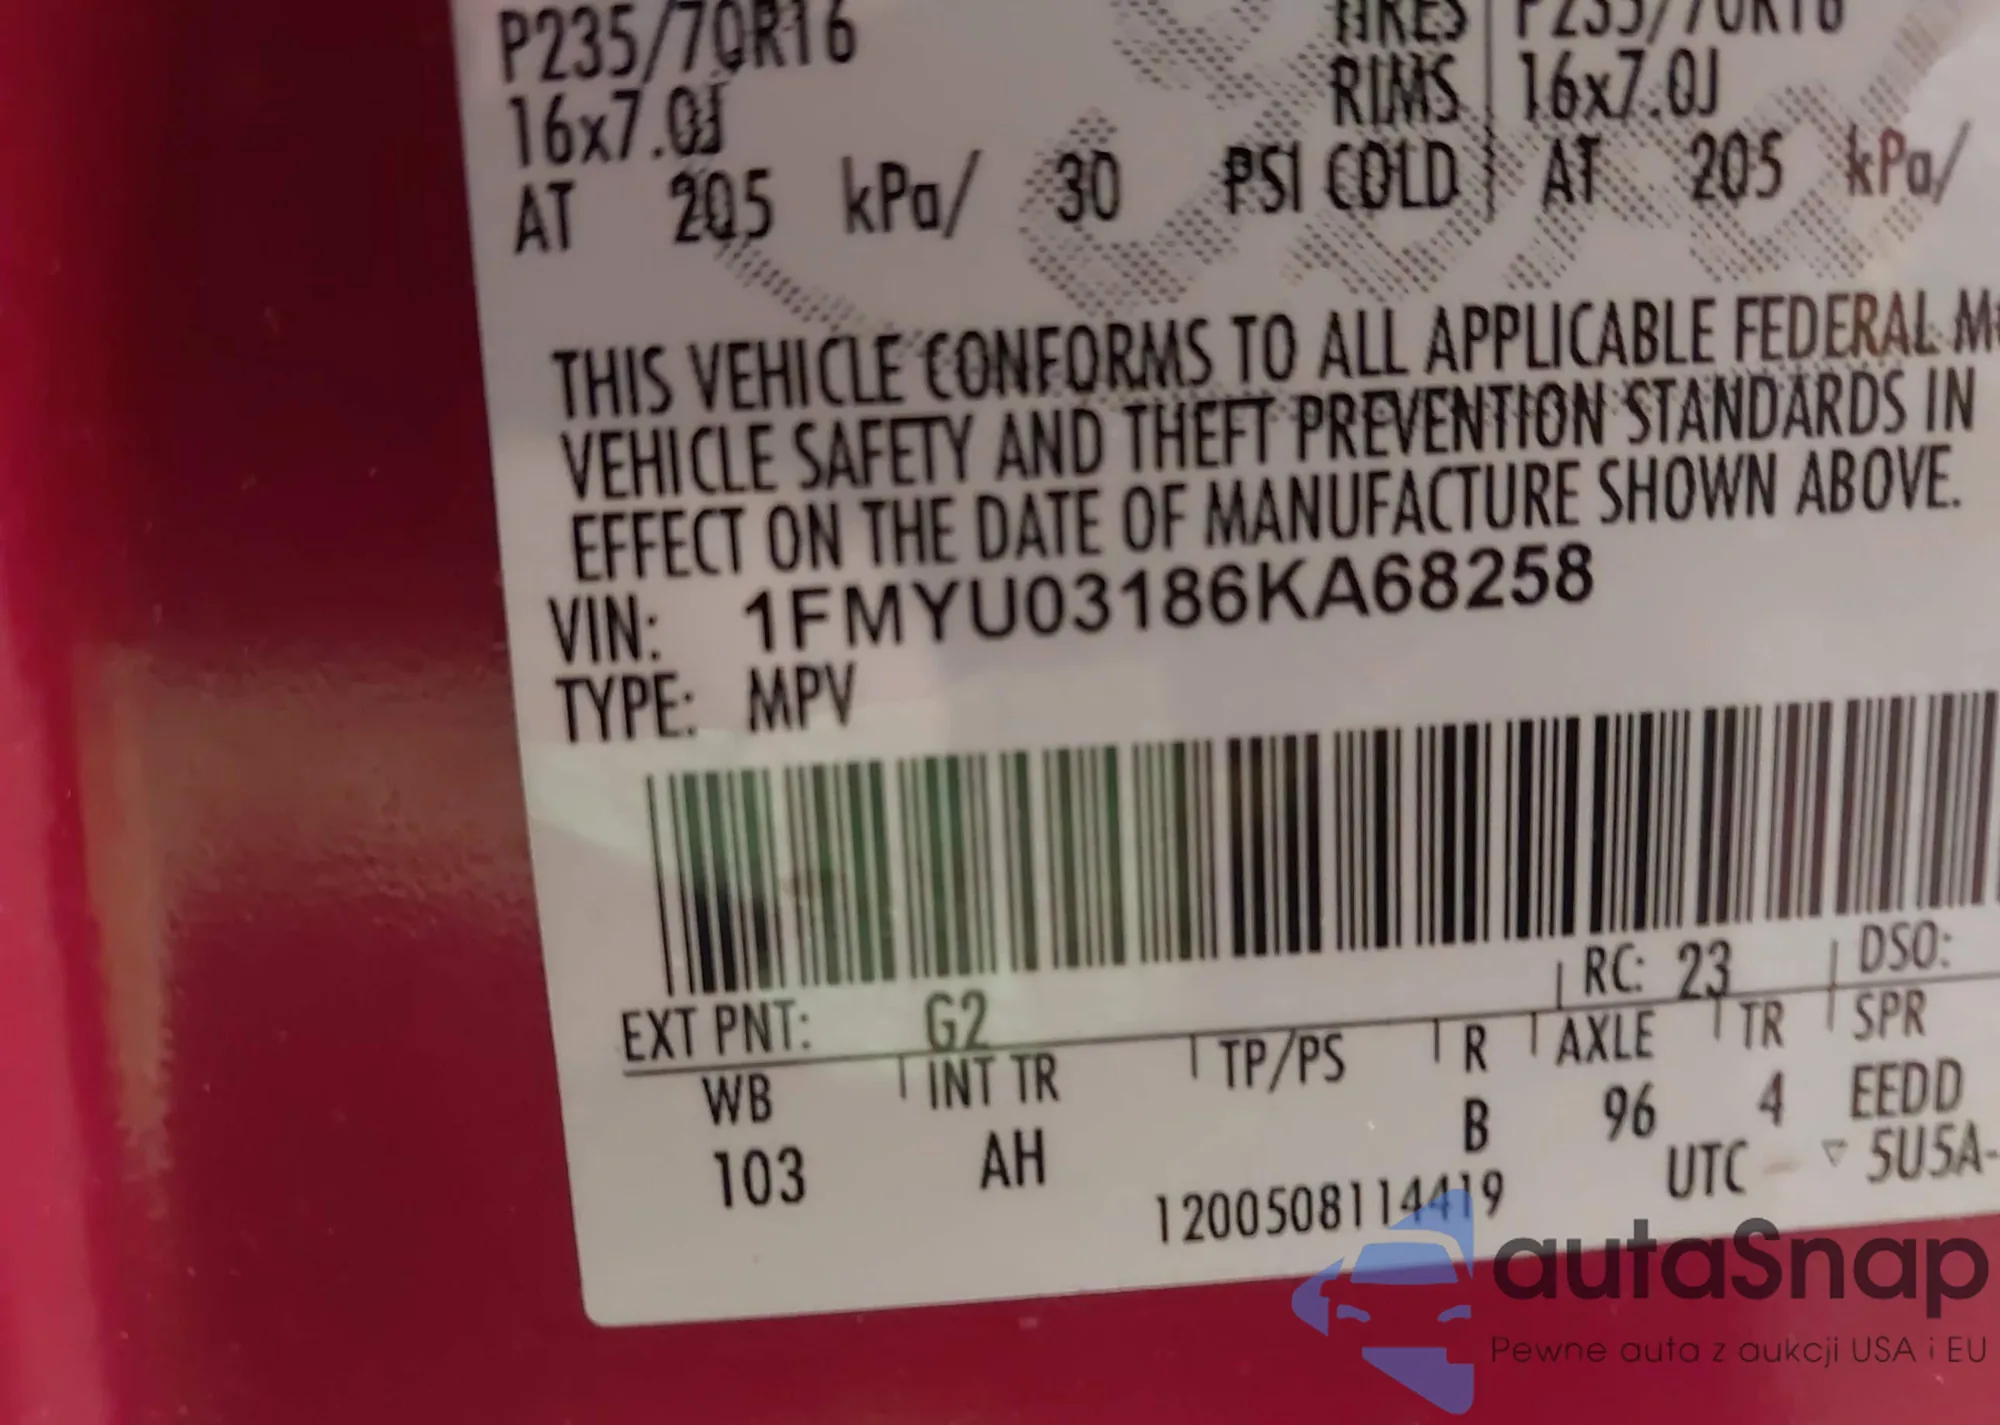 P235/70R16
16x7.0J
AT 205 kPa/ 30 PSI COLD
TIRES P235/70R16
RIMS 16x7.0J
AT 205 kPa/
THIS VEHICLE CONFORMS TO ALL APPLICABLE FEDERAL
VEHICLE SAFETY AND THEFT PREVENTION STANDARDS IN
EFFECT ON THE DATE OF MANUFACTURE SHOWN ABOVE.
VIN: 1FMYU03186KA68258
TYPE: MPV
EXT PNT: G2 RC: 23 DSO:
WB INT TR TP/PS R AXLE TR SPR
103 AH B 96 4 EEDD
1200508114419 UTC ▽ 5U5A-
autaSnap
Pewne auta z aukcji USA i EU